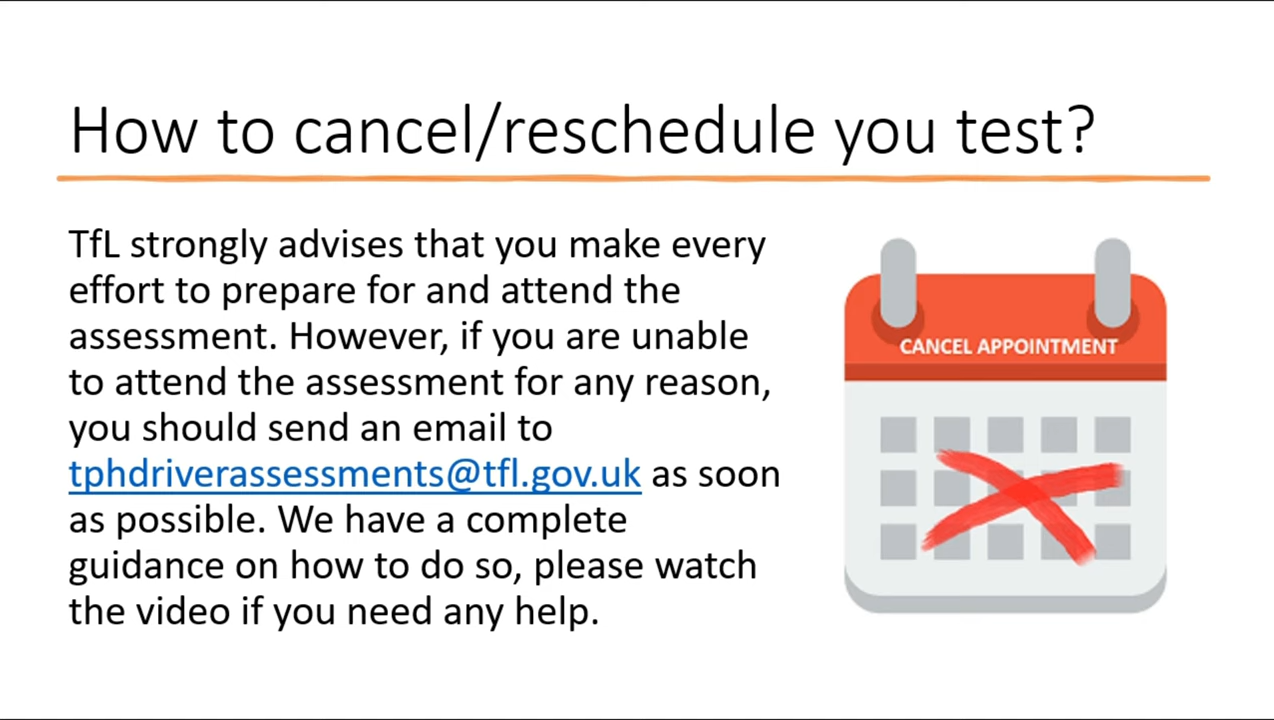 How to cancel/reschedule you test?
TfL strongly advises that you make every
effort to prepare for and attend the
assessment. However, if you are unable
to attend the assessment for any reason,
you should send an email to
tphdriverassessments@tfl.gov.uk as soon
as possible. We have a complete
guidance on how to do so, please watch
the video if you need any help.
CANCEL APPOINTMENT